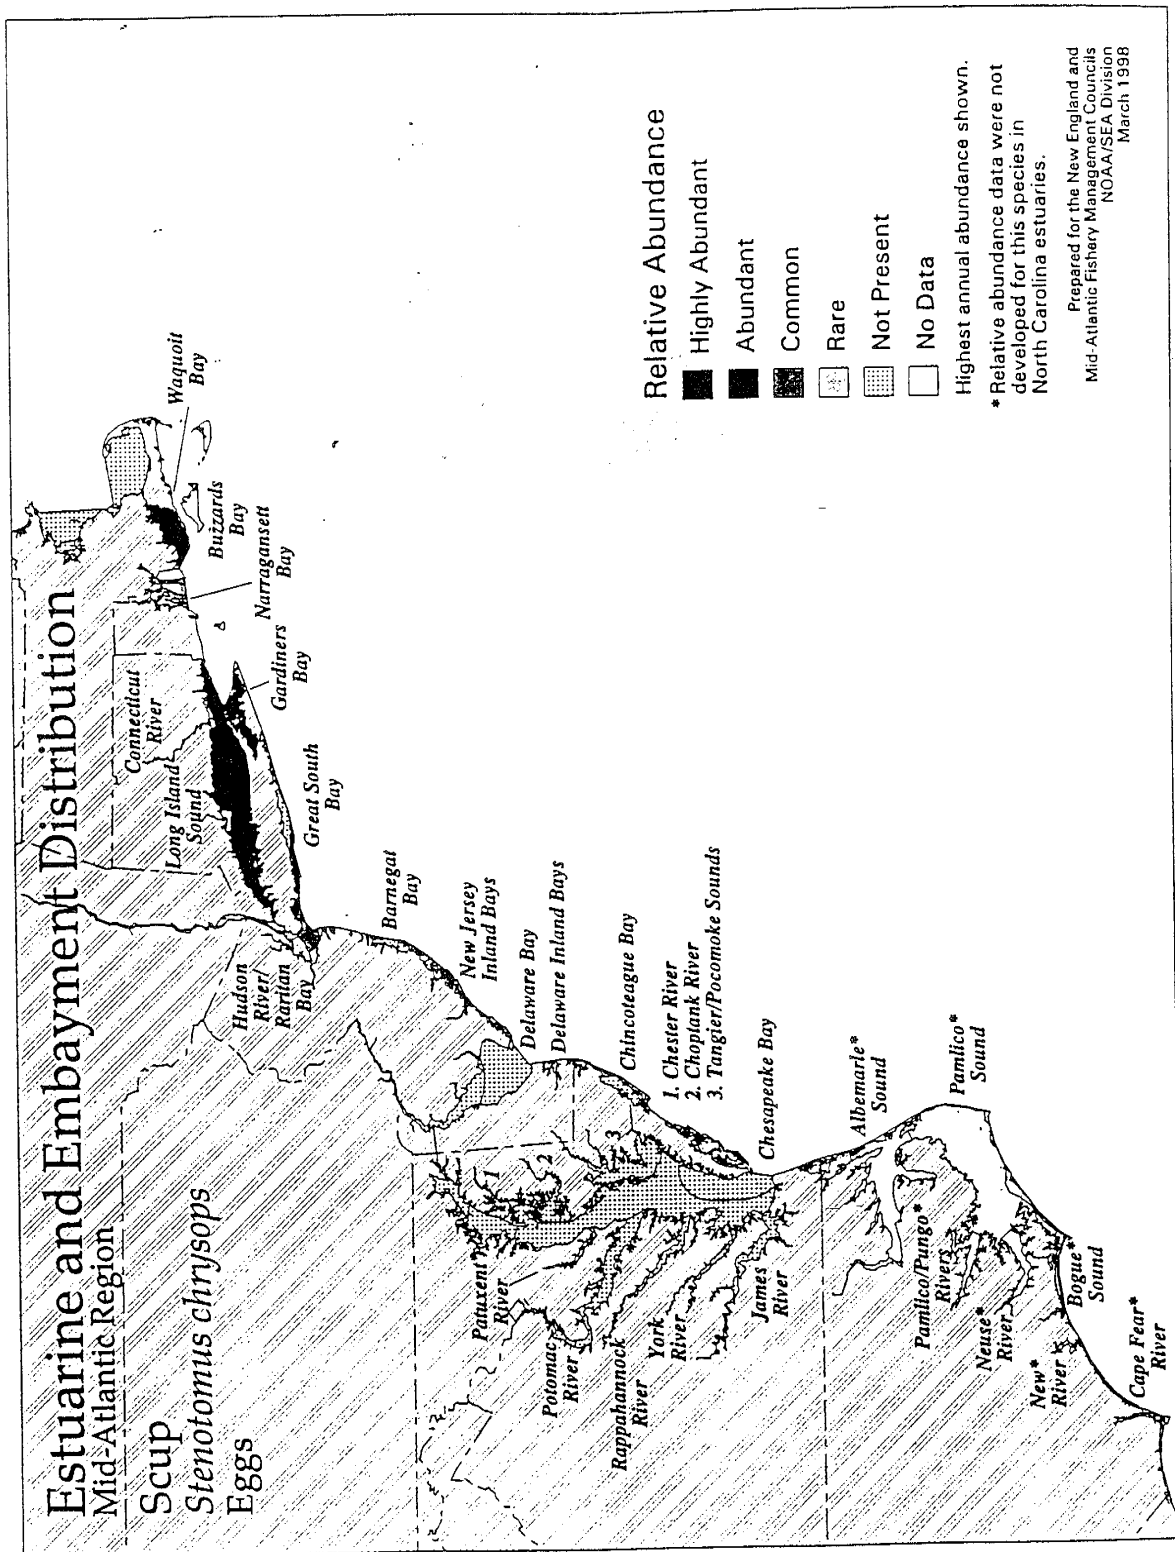 Estuarine and Embayment Distribution
Mid-Atlantic Region
Scup
Stenotomus chrysops
Eggs
Waquoit
Bay
Buzzards
Bay
Narragansett
Bay
Connecticut
River
Gardiners
Bay
Long Island
Sound
Great South
Bay
Hudson
River/
Raritan
Bay
Barnegat
Bay
New Jersey
Inland Bays
Delaware Bay
Delaware Inland Bays
Chincoteague Bay
1. Chester River
2. Choptank River
3. Tangier/Pocomoke Sounds
1
2
3
Chesapeake Bay
Patuxent
River
Potomac
River
Rappahannock
River
York
River
James
River
Albemarle*
Sound
Pamlico*
Sound
Pamlico/Pungo*
Rivers
Neuse*
River
New*
River
Bogue*
Sound
Cape Fear*
River
Relative Abundance
Highly Abundant
Abundant
Common
Rare
Not Present
No Data
Highest annual abundance shown.
* Relative abundance data were not
developed for this species in
North Carolina estuaries.
Prepared for the New England and
Mid-Atlantic Fishery Management Councils
NOAA/SEA Division
March 1998